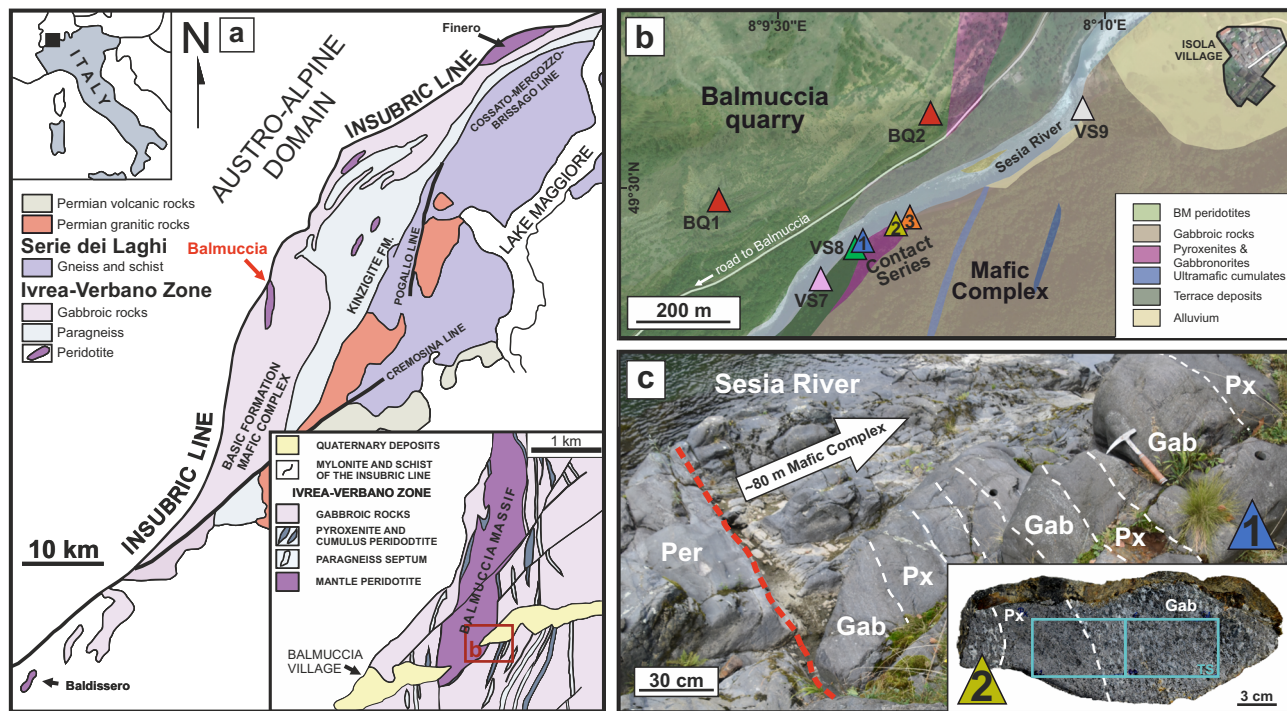 a
N
ITALY
Finero
INSUBRIC LINE
COSSATO-MERGOZZO-
BRISSAGO LINE
AUSTRO-ALPINE
DOMAIN
LAKE MAGGIORE
Permian volcanic rocks
Permian granitic rocks
Serie dei Laghi
Gneiss and schist
Ivrea-Verbano Zone
Gabbroic rocks
Paragneiss
Peridotite
Balmuccia
KINZIGITE FM.
POGALLO LINE
CREMOSINA LINE
BASIC FORMATION
MAFIC COMPLEX
INSUBRIC LINE
10 km
Baldissero
1 km
QUATERNARY DEPOSITS
MYLONITE AND SCHIST
OF THE INSUBRIC LINE
IVREA-VERBANO ZONE
GABBROIC ROCKS
PYROXENITE AND
CUMULUS PERIDODTITE
PARAGNEISS SEPTUM
MANTLE PERIDOTITE
BALMUCCIA MASSIF
b
BALMUCCIA
VILLAGE
b
8°9'30"E
8°10'E
49°30'N
ISOLA
VILLAGE
Balmuccia
quarry
BQ2
VS9
Sesia River
BQ1
road to Balmuccia
VS8
1
2
3
VS7
Contact
Series
Mafic
Complex
200 m
BM peridotites
Gabbroic rocks
Pyroxenites &
Gabbronorites
Ultramafic cumulates
Terrace deposits
Alluvium
c
Sesia River
~80 m Mafic Complex
Px
Gab
Per
Px
Gab
Gab
Px
1
30 cm
Px
Gab
TS
2
3 cm